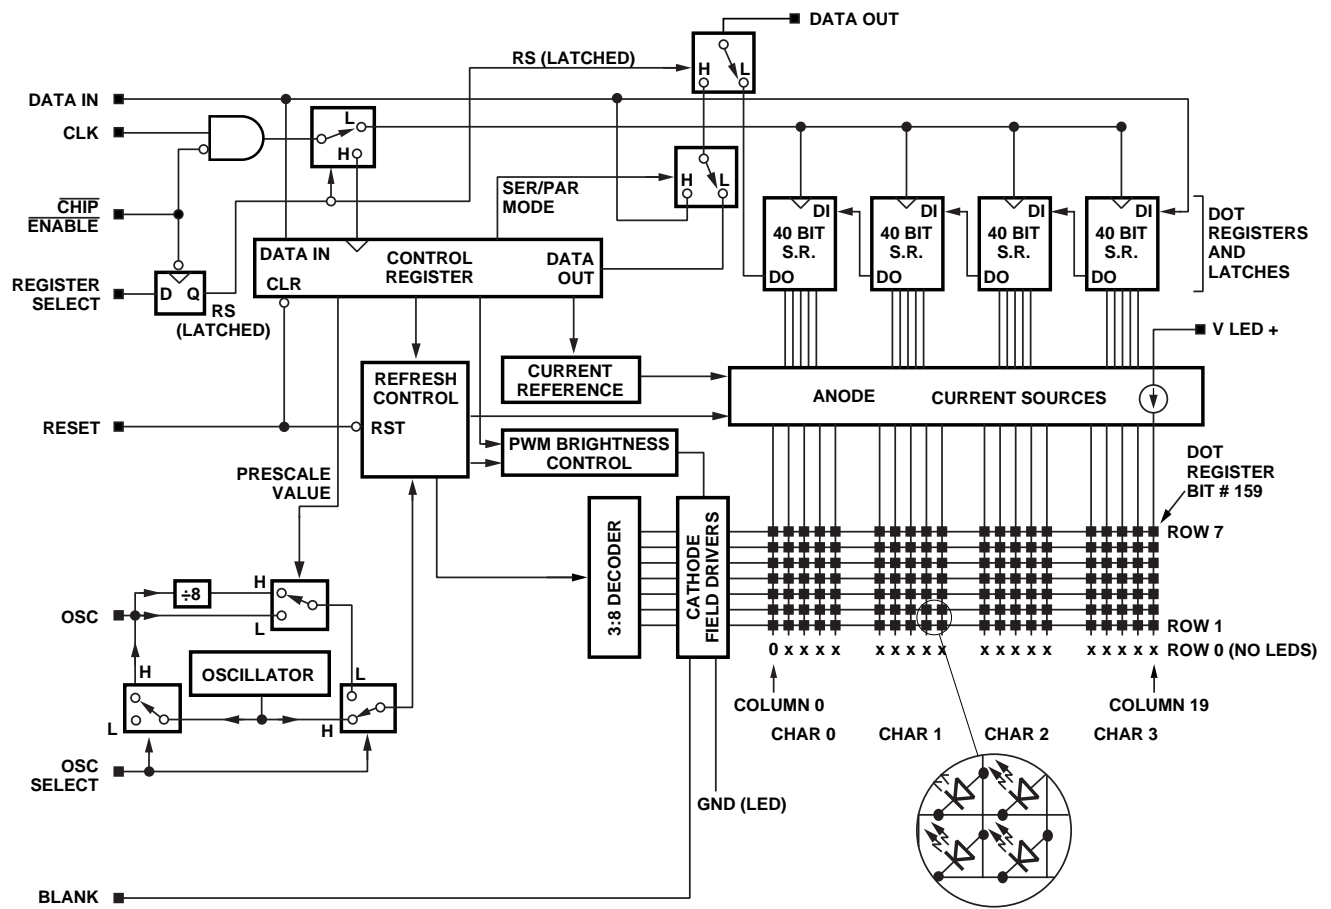 DATA OUT
RS (LATCHED)
H L
DATA IN
CLK
L
H
H L
SER/PAR
MODE
CHIP
ENABLE
DI
40 BIT
S.R.
DO
DI
40 BIT
S.R.
DO
DI
40 BIT
S.R.
DO
DI
40 BIT
S.R.
DO
DOT
REGISTERS
AND
LATCHES
DATA IN
CONTROL
REGISTER
DATA
OUT
CLR
REGISTER
SELECT
D Q
RS
(LATCHED)
V LED +
REFRESH
CONTROL
RST
CURRENT
REFERENCE
ANODE CURRENT SOURCES
RESET
PWM BRIGHTNESS
CONTROL
PRESCALE
VALUE
DOT
REGISTER
BIT # 159
3:8 DECODER
CATHODE
FIELD DRIVERS
ROW 7
ROW 1
0 x x x x x x x x x x x x x x x x x x x ROW 0 (NO LEDS)
OSC
÷8
H
L
H
OSCILLATOR
L
L
H
COLUMN 0
COLUMN 19
CHAR 0 CHAR 1 CHAR 2 CHAR 3
OSC
SELECT
GND (LED)
BLANK